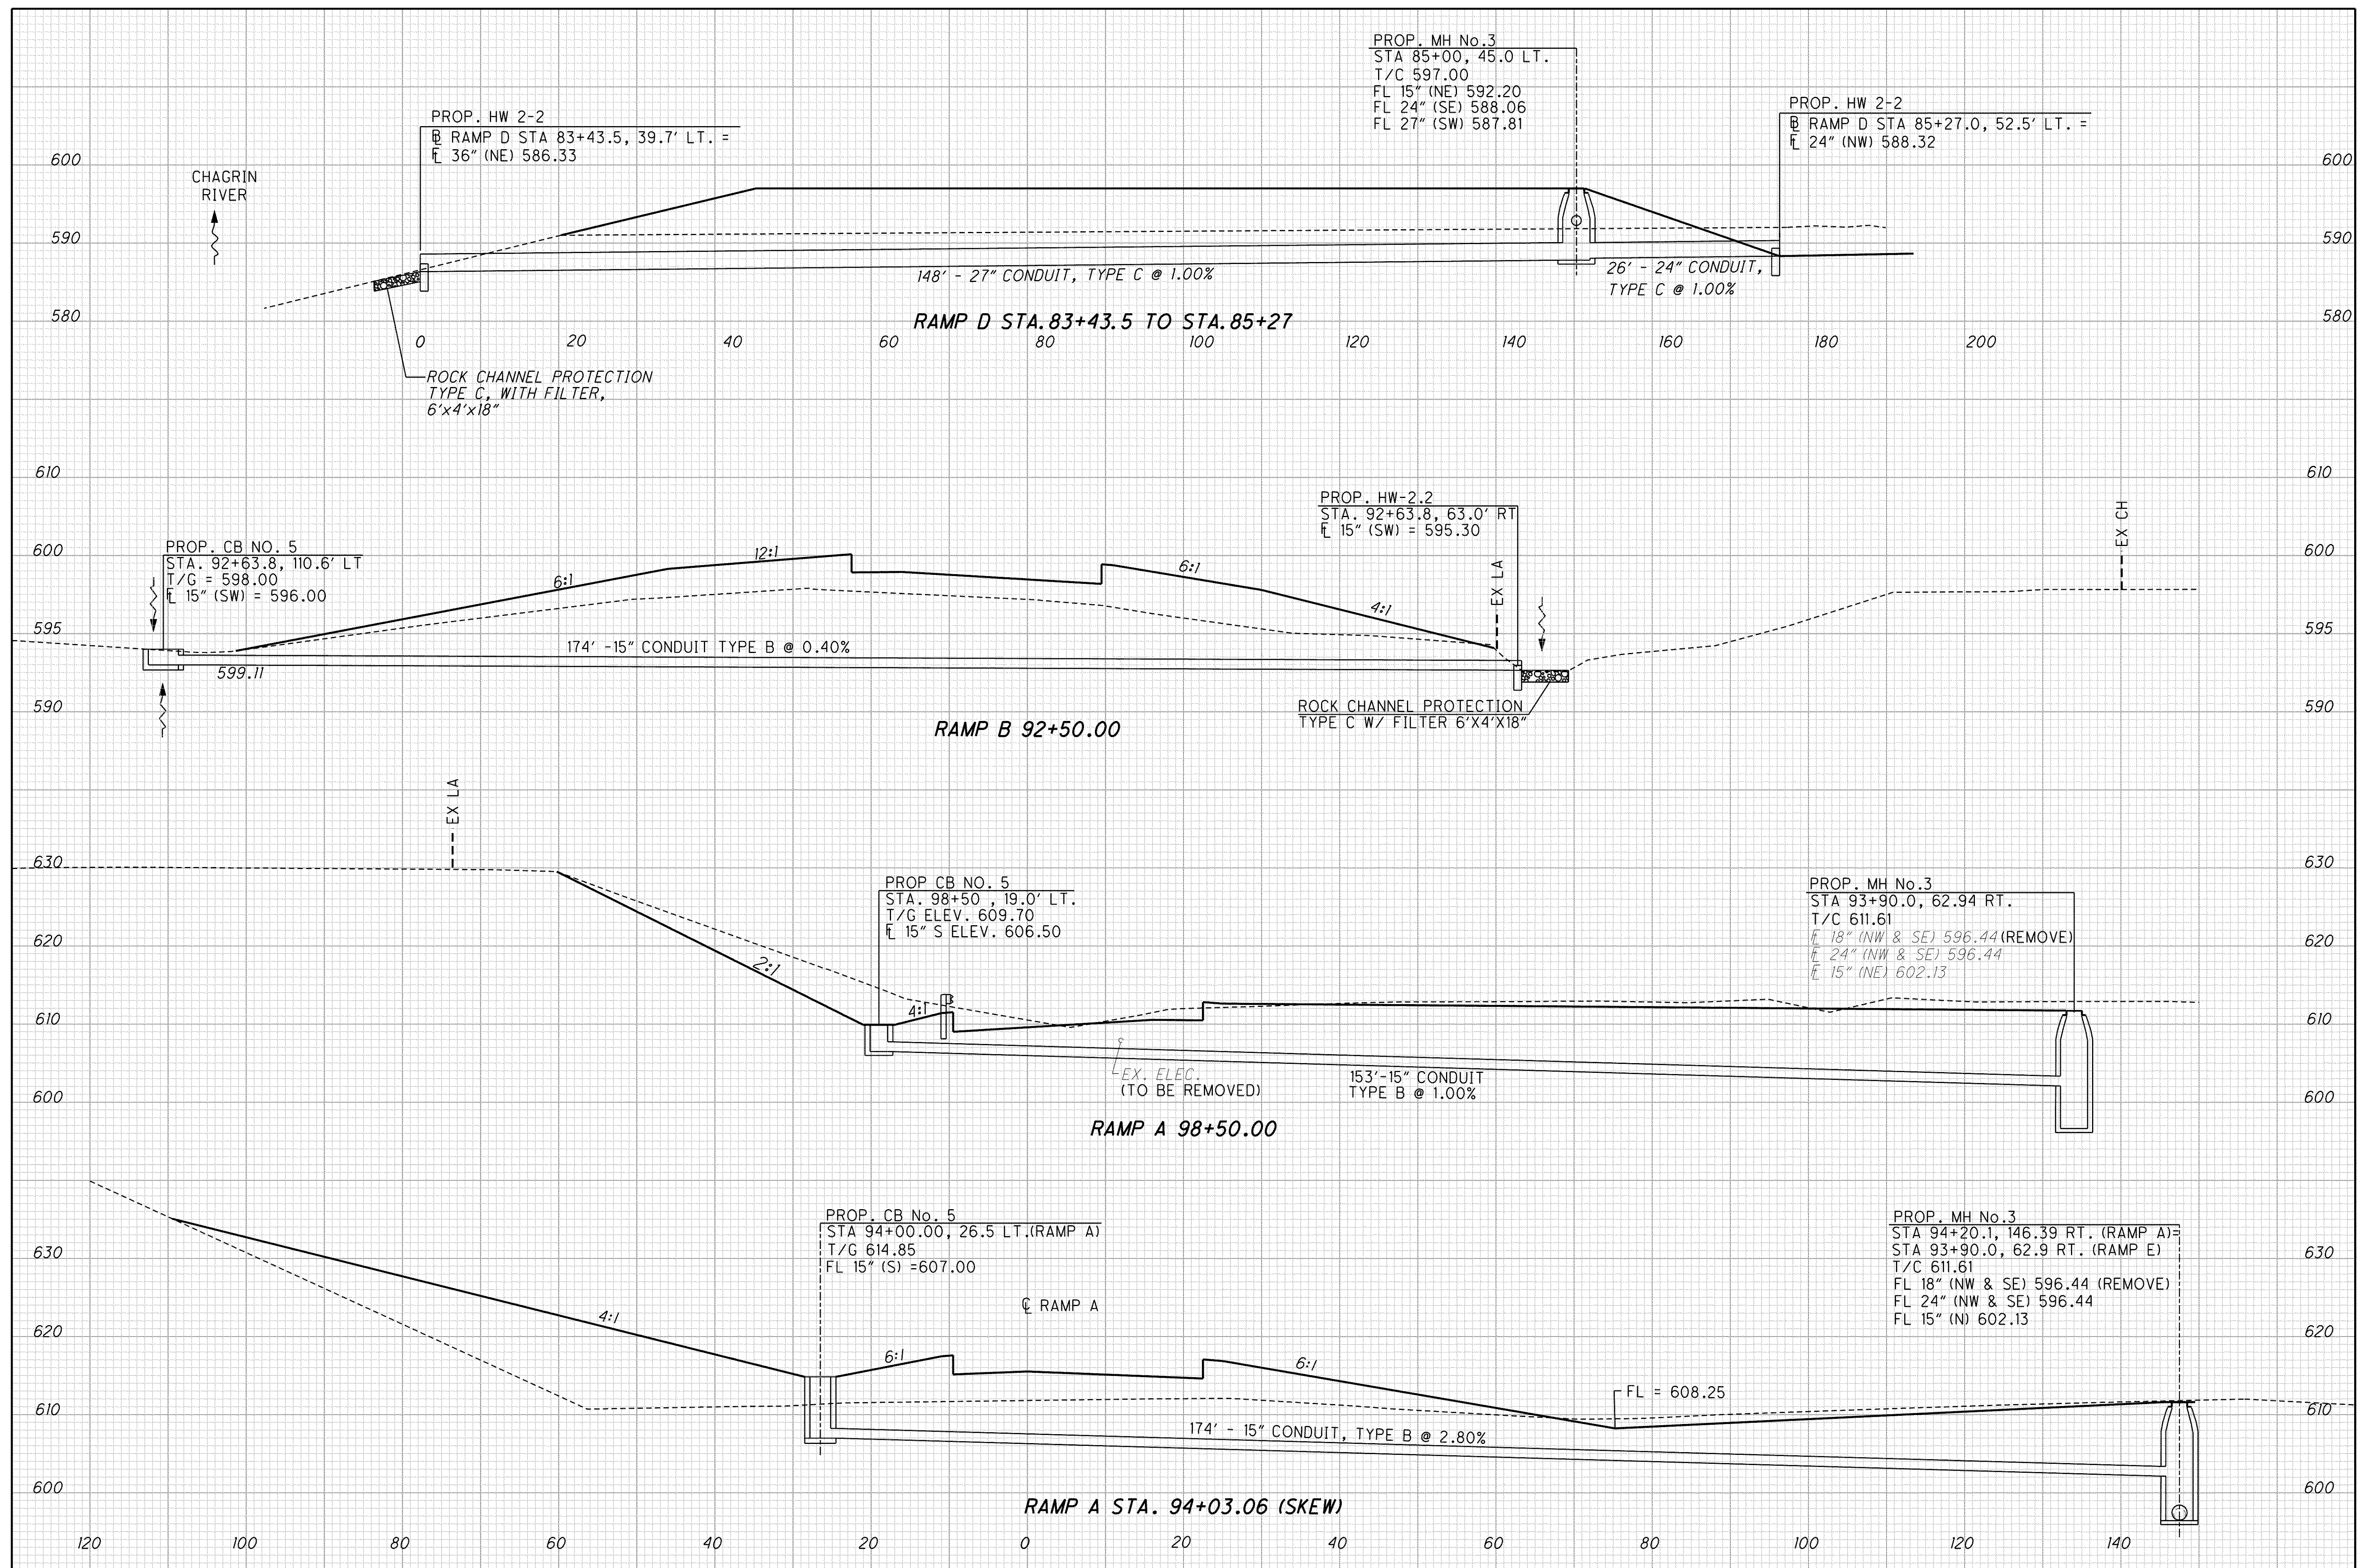 PROP. MH No.3
STA 85+00, 45.0 LT.
T/C 597.00
FL 15" (NE) 592.20
FL 24" (SE) 588.06
FL 27" (SW) 587.81
PROP. HW 2-2
℄ RAMP D STA 83+43.5, 39.7' LT. =
FL 36" (NE) 586.33
PROP. HW 2-2
℄ RAMP D STA 85+27.0, 52.5' LT. =
FL 24" (NW) 588.32
600
600
CHAGRIN
RIVER
590
590
148' - 27" CONDUIT, TYPE C @ 1.00%
26' - 24" CONDUIT,
TYPE C @ 1.00%
580
580
RAMP D STA.83+43.5 TO STA.85+27
0 20 40 60 80 100 120 140 160 180 200
ROCK CHANNEL PROTECTION
TYPE C, WITH FILTER,
6'x4'x18"
610
610
PROP. HW-2.2
STA. 92+63.8, 63.0' RT
FL 15" (SW) = 595.30
EX CH
PROP. CB NO. 5
STA. 92+63.8, 110.6' LT
T/G = 598.00
FL 15" (SW) = 596.00
600
600
12:1
6:1
6:1
4:1
EX LA
595
595
174' -15" CONDUIT TYPE B @ 0.40%
599.11
590
590
ROCK CHANNEL PROTECTION
TYPE C W/ FILTER 6'X4'X18"
RAMP B 92+50.00
EX LA
630
630
PROP CB NO. 5
STA. 98+50 , 19.0' LT.
T/G ELEV. 609.70
FL 15" S ELEV. 606.50
PROP. MH No.3
STA 93+90.0, 62.94 RT.
T/C 611.61
FL 18" (NW & SE) 596.44 (REMOVE)
FL 24" (NW & SE) 596.44
FL 15" (NE) 602.13
620
620
2:1
4:1
610
610
EX. ELEC.
(TO BE REMOVED)
153'-15" CONDUIT
TYPE B @ 1.00%
600
600
RAMP A 98+50.00
PROP. CB No. 5
STA 94+00.00, 26.5 LT.(RAMP A)
T/G 614.85
FL 15" (S) =607.00
PROP. MH No.3
STA 94+20.1, 146.39 RT. (RAMP A)=
STA 93+90.0, 62.9 RT. (RAMP E)
T/C 611.61
FL 18" (NW & SE) 596.44 (REMOVE)
FL 24" (NW & SE) 596.44
FL 15" (N) 602.13
630
630
℄ RAMP A
4:1
620
620
6:1
6:1
FL = 608.25
610
610
174' - 15" CONDUIT, TYPE B @ 2.80%
600
600
RAMP A STA. 94+03.06 (SKEW)
120 100 80 60 40 20 0 20 40 60 80 100 120 140